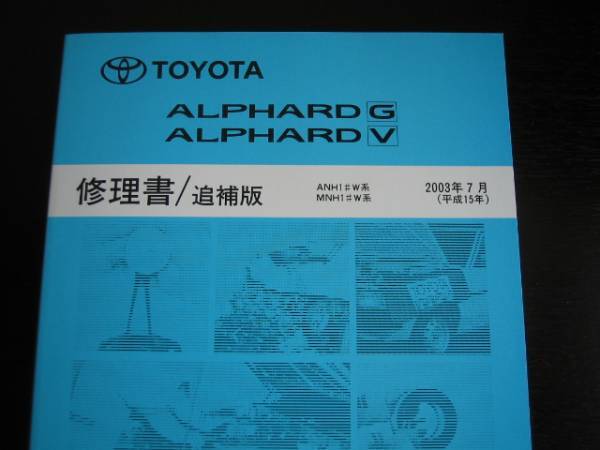 TOYOTA
ALPHARD G
ALPHARD V
修理書/追補版
ANH1#W系
MNH1#W系
2003年7月
(平成15年)